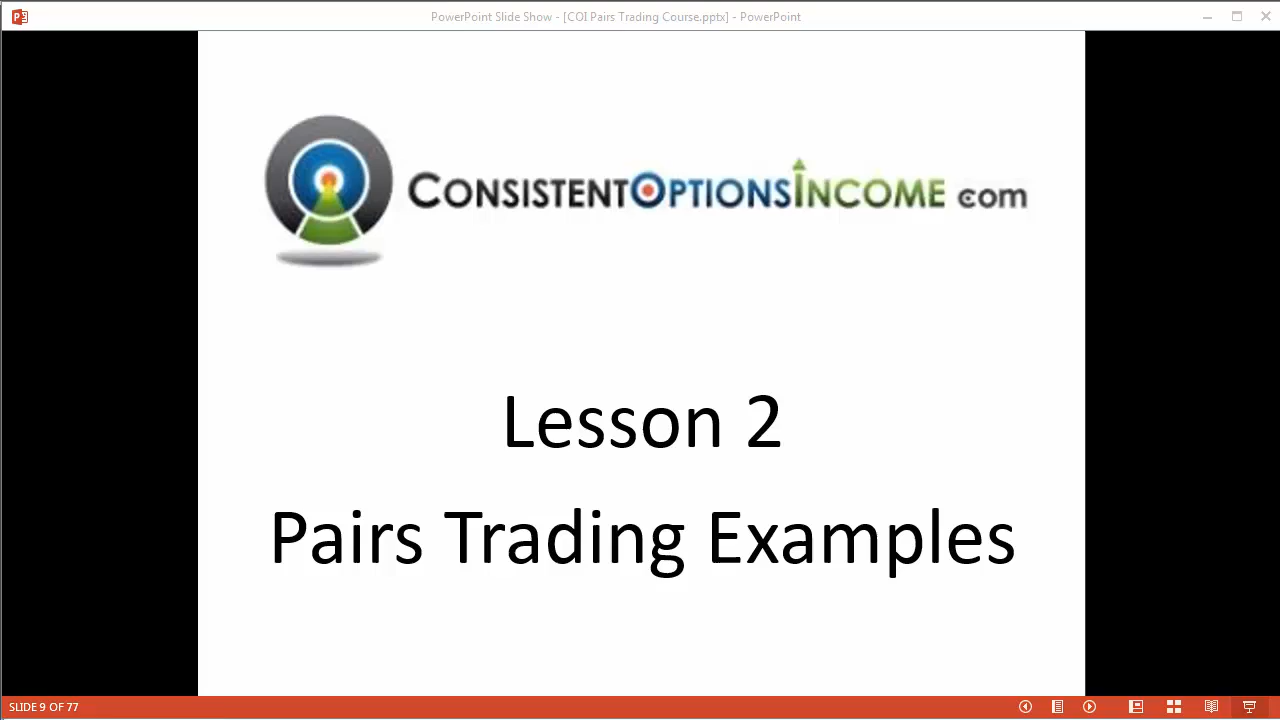 PowerPoint Slide Show - [COI Pairs Trading Course.pptx] - PowerPoint
CONSISTENTOPTIONSINCOME.com
Lesson 2
Pairs Trading Examples
SLIDE 9 OF 77